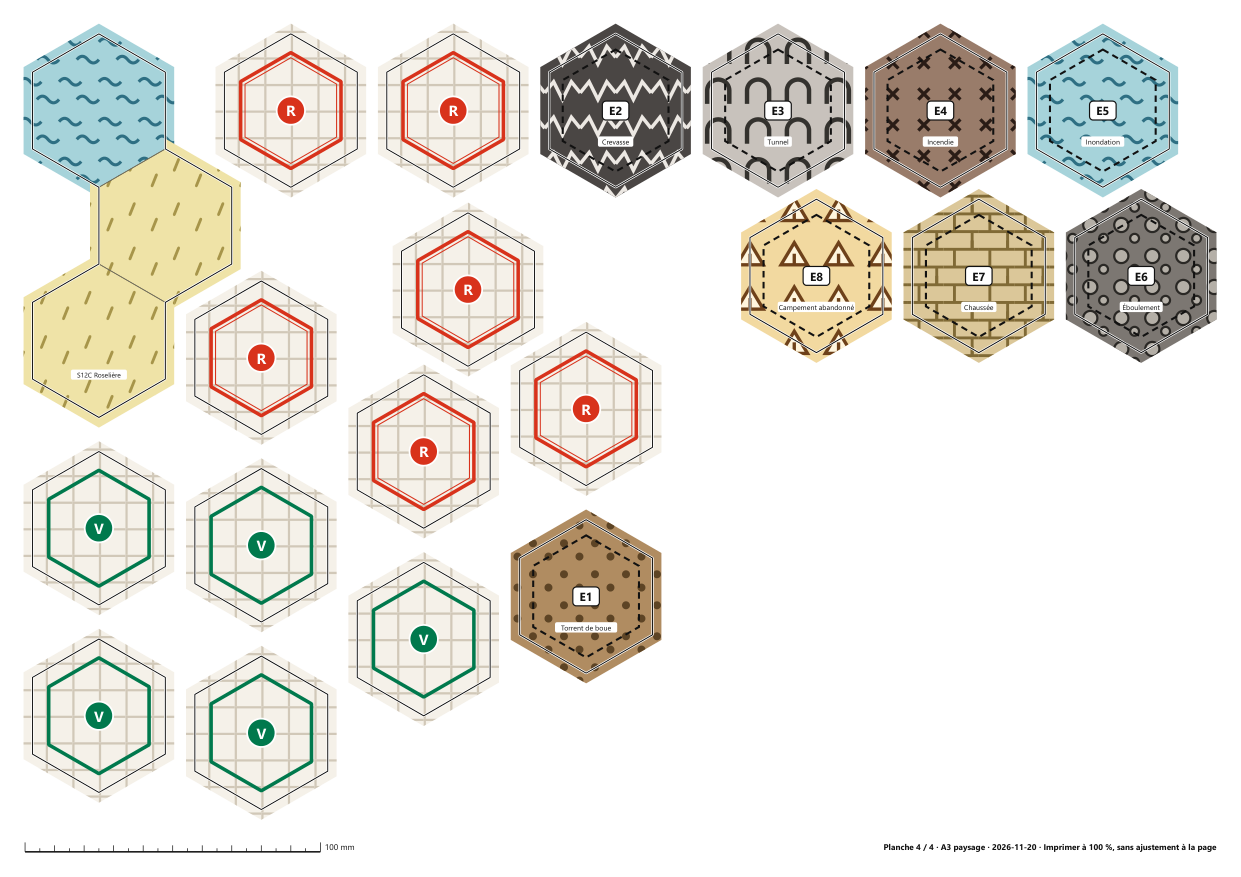 R
R
E2
Crevasse
E3
Tunnel
E4
Incendie
E5
Inondation
R
E8
Campement abandonné
E7
Chaussée
E6
Éboulement
S12C Roselière
R
R
R
V
V
E1
Torrent de boue
V
V
V
100 mm
Planche 4 / 4 · A3 paysage · 2026-11-20 · Imprimer à 100 %, sans ajustement à la page